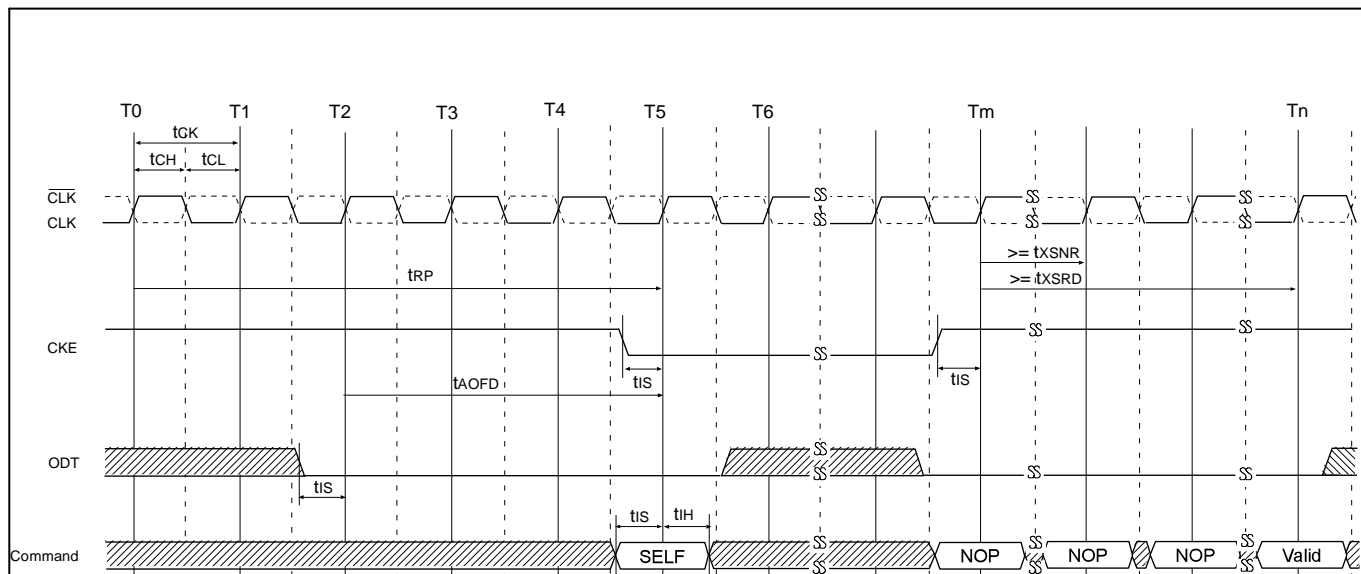 T0 T1 T2 T3 T4 T5 T6 Tm Tn
tCK
tCH tCL
CLK
CLK
>= tXSNR
tRP
>= tXSRD
CKE
tIS tIS
tAOFD
ODT
tIS
tIS tIH
Command SELF NOP NOP NOP Valid